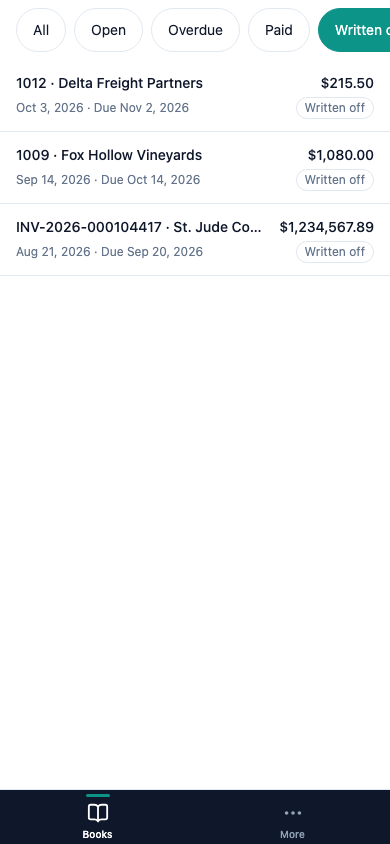 All Open Overdue Paid Written
1012 · Delta Freight Partners $215.50
Oct 3, 2026 · Due Nov 2, 2026 Written off
1009 · Fox Hollow Vineyards $1,080.00
Sep 14, 2026 · Due Oct 14, 2026 Written off
INV-2026-000104417 · St. Jude Co... $1,234,567.89
Aug 21, 2026 · Due Sep 20, 2026 Written off
Books More